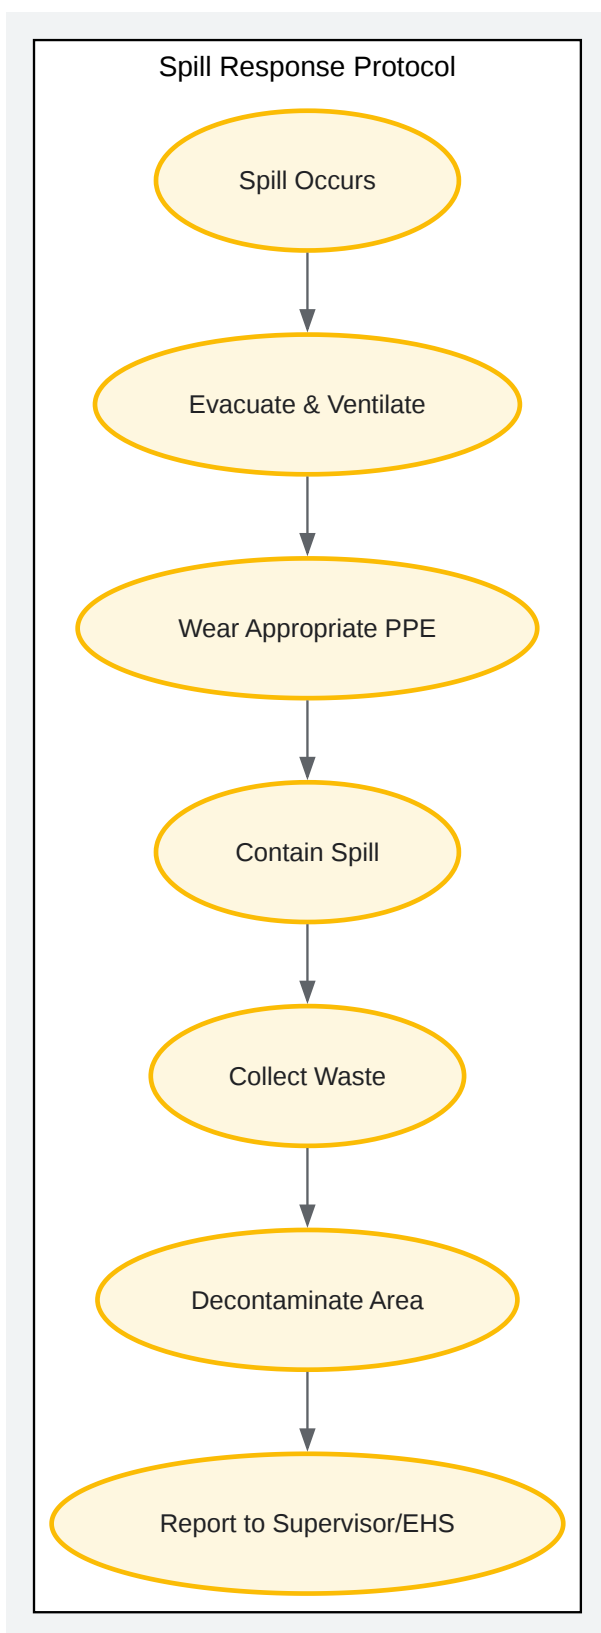 Spill Response Protocol
Spill Occurs
Evacuate & Ventilate
Wear Appropriate PPE
Contain Spill
Collect Waste
Decontaminate Area
Report to Supervisor/EHS